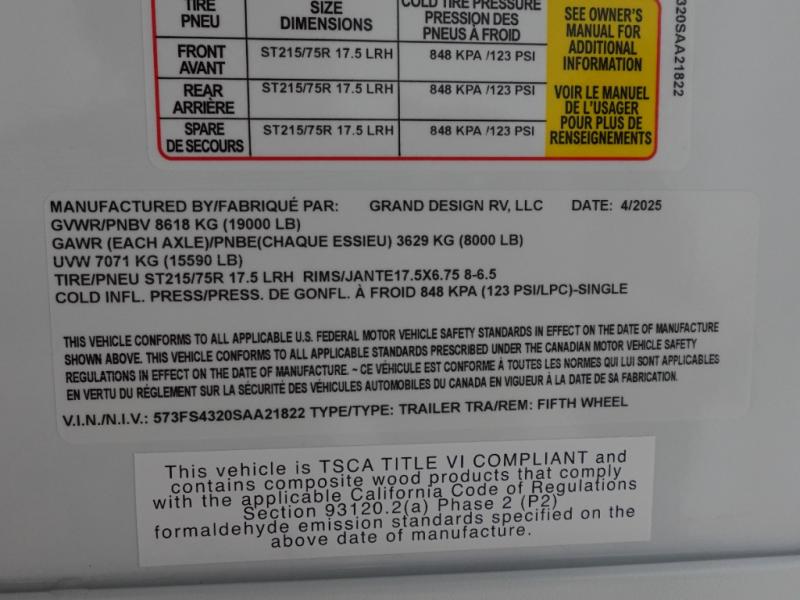 TIRE
PNEU
SIZE
DIMENSIONS
COLD TIRE PRESSURE
PRESSION DES
PNEUS À FROID
SEE OWNER'S
MANUAL FOR
ADDITIONAL
INFORMATION
FRONT
AVANT
ST215/75R 17.5 LRH
848 KPA /123 PSI
REAR
ARRIÈRE
ST215/75R 17.5 LRH
848 KPA /123 PSI
VOIR LE MANUEL
DE L'USAGER
POUR PLUS DE
RENSEIGNEMENTS
SPARE
DE SECOURS
ST215/75R 17.5 LRH
848 KPA /123 PSI
320SAA21822
MANUFACTURED BY/FABRIQUÉ PAR: GRAND DESIGN RV, LLC DATE: 4/2025
GVWR/PNBV 8618 KG (19000 LB)
GAWR (EACH AXLE)/PNBE(CHAQUE ESSIEU) 3629 KG (8000 LB)
UVW 7071 KG (15590 LB)
TIRE/PNEU ST215/75R 17.5 LRH RIMS/JANTE17.5X6.75 8-6.5
COLD INFL. PRESS/PRESS. DE GONFL. À FROID 848 KPA (123 PSI/LPC)-SINGLE
THIS VEHICLE CONFORMS TO ALL APPLICABLE U.S. FEDERAL MOTOR VEHICLE SAFETY STANDARDS IN EFFECT ON THE DATE OF MANUFACTURE
SHOWN ABOVE. THIS VEHICLE CONFORMS TO ALL APPLICABLE STANDARDS PRESCRIBED UNDER THE CANADIAN MOTOR VEHICLE SAFETY
REGULATIONS IN EFFECT ON THE DATE OF MANUFACTURE. ~ CE VÉHICULE EST CONFORME À TOUTES LES NORMES QUI LUI SONT APPLICABLES
EN VERTU DU RÉGLEMENT SUR LA SÉCURITÉ DES VÉHICULES AUTOMOBILES DU CANADA EN VIGUEUR À LA DATE DE SA FABRICATION.
V.I.N./N.I.V.: 573FS4320SAA21822 TYPE/TYPE: TRAILER TRA/REM: FIFTH WHEEL
This vehicle is TSCA TITLE VI COMPLIANT and
contains composite wood products that comply
with the applicable California Code of Regulations
Section 93120.2(a) Phase 2 (P2)
formaldehyde emission standards specified on the
above date of manufacture.